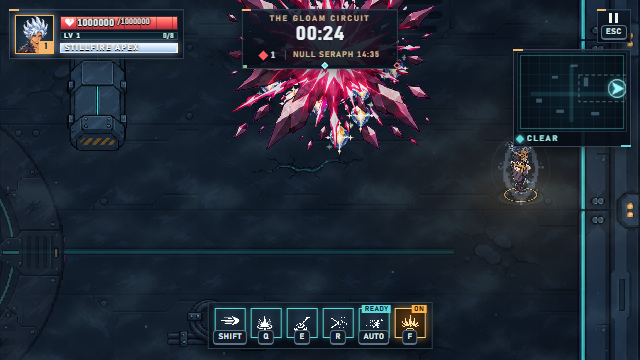 1000000/1000000
LV 1
0/8
1
STILLFIRE APEX
THE GLOAM CIRCUIT
00:24
1
NULL SERAPH 14:35
ESC
CLEAR
READY
ON
SHIFT
Q
E
R
AUTO
F